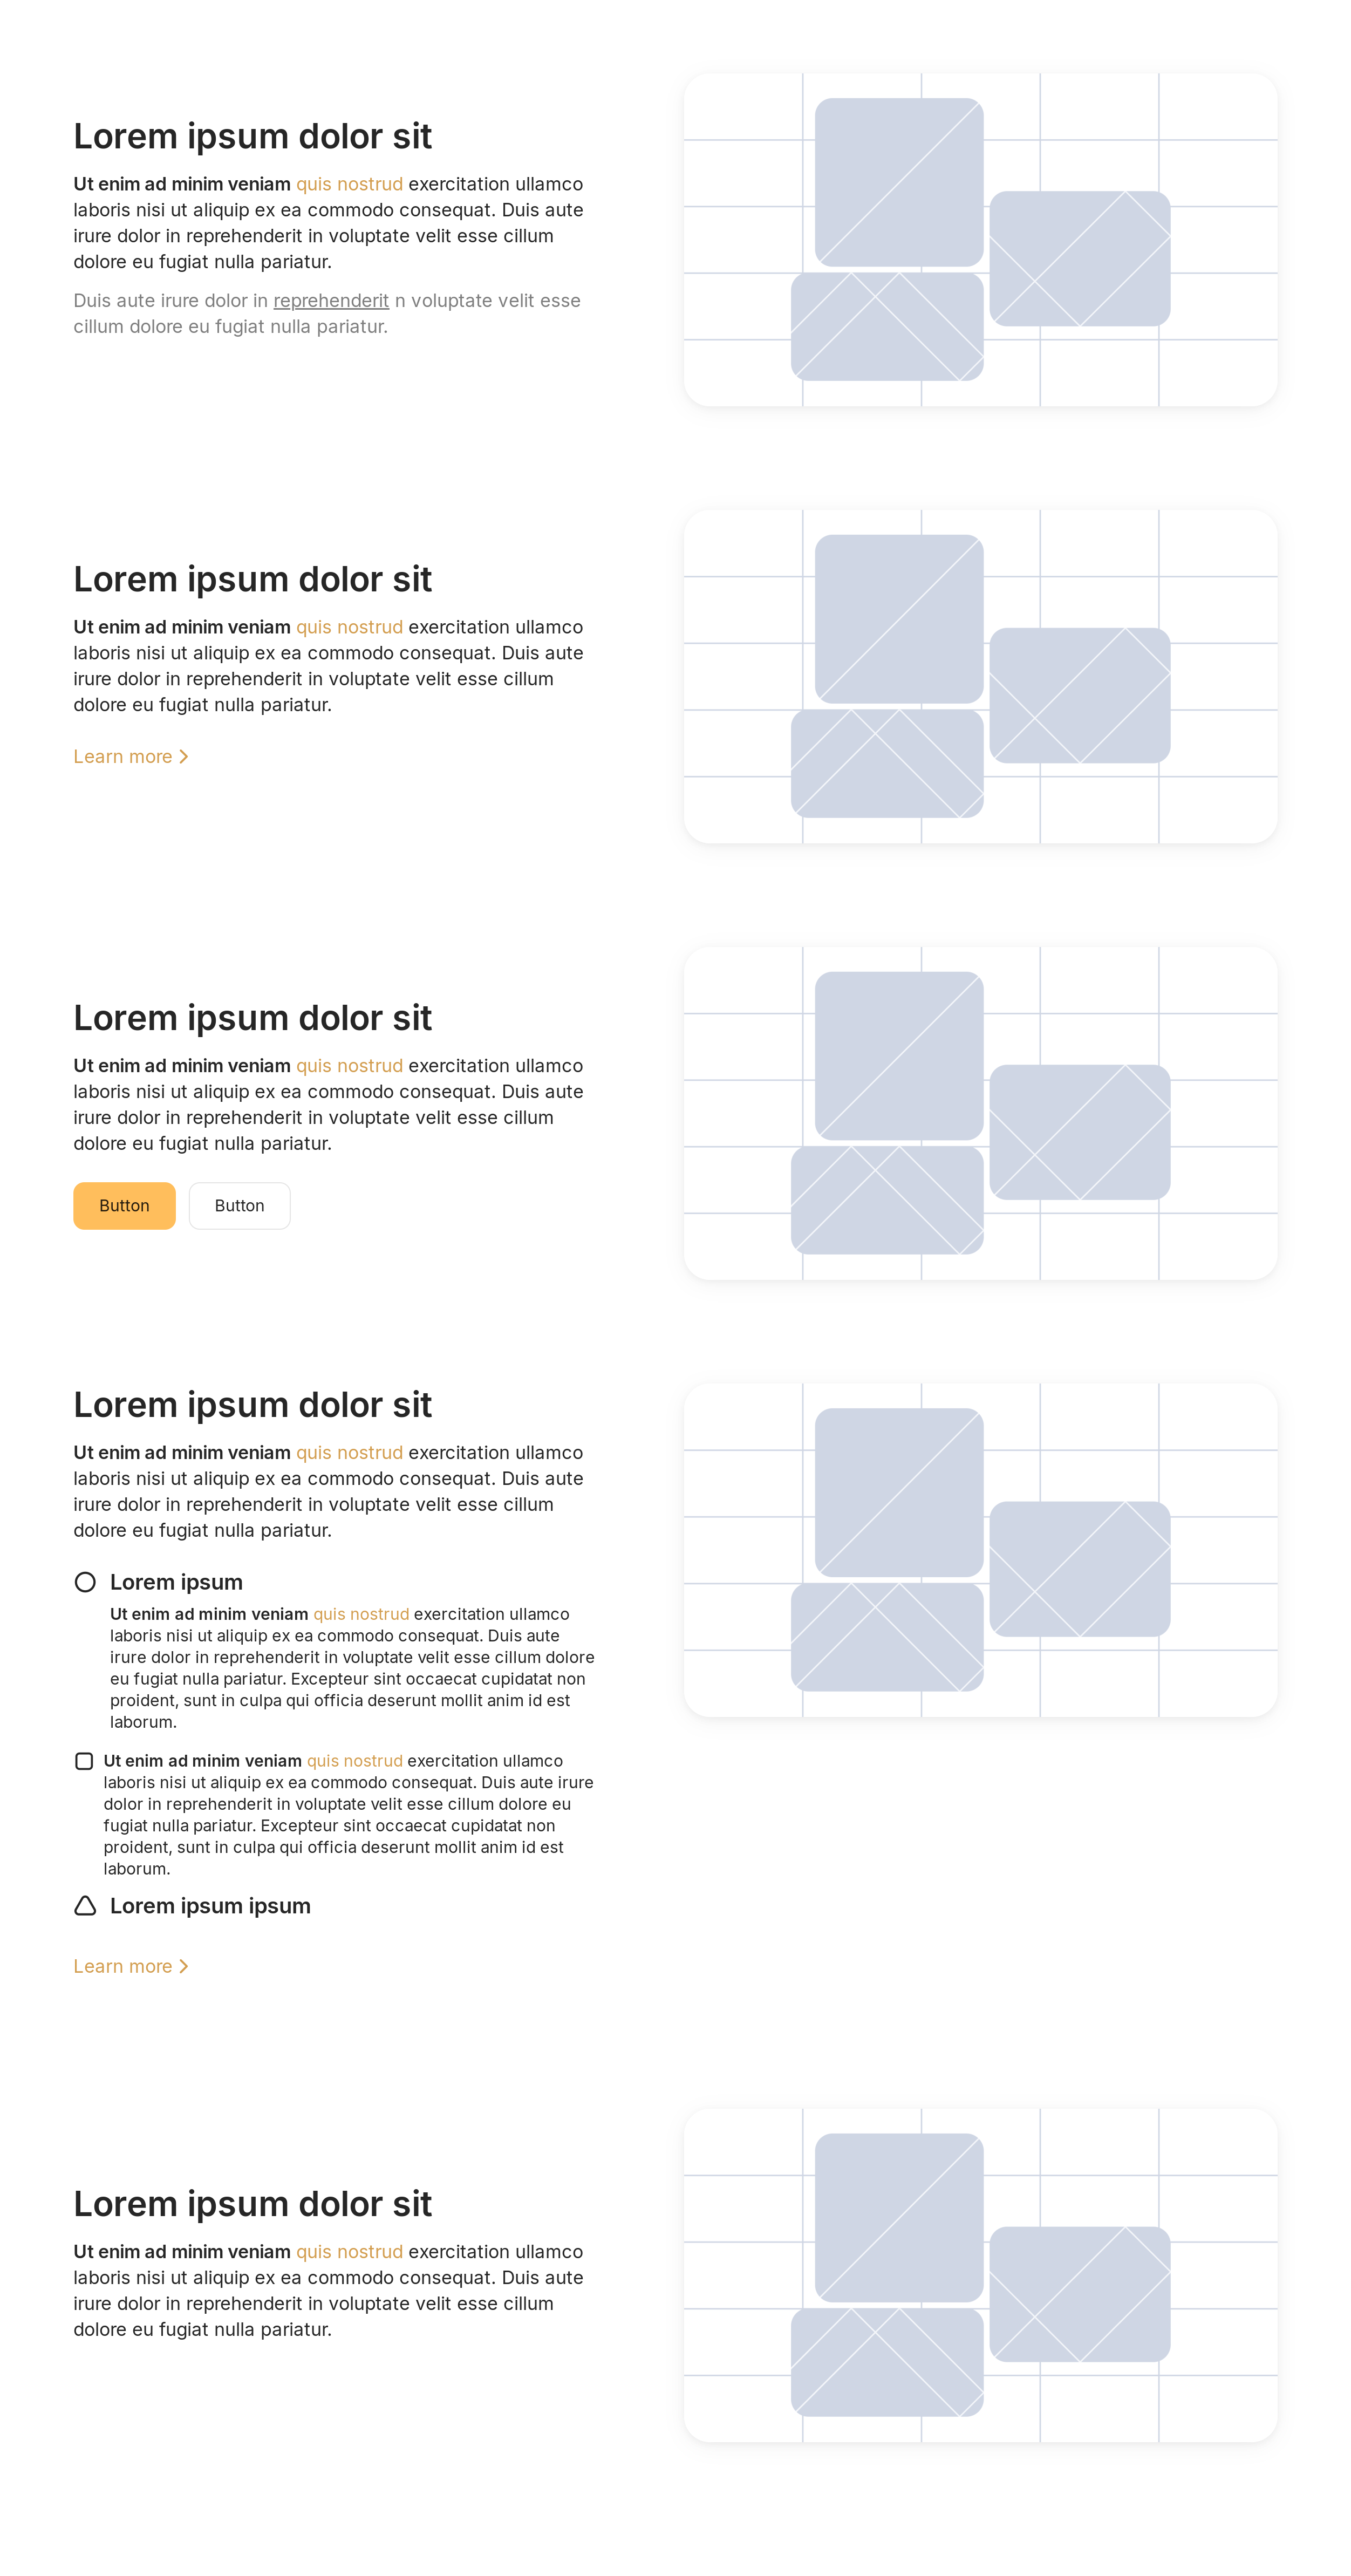 Lorem ipsum dolor sit
Ut enim ad minim veniam quis nostrud exercitation ullamco
laboris nisi ut aliquip ex ea commodo consequat. Duis aute
irure dolor in reprehenderit in voluptate velit esse cillum
dolore eu fugiat nulla pariatur.
Duis aute irure dolor in reprehenderit n voluptate velit esse
cillum dolore eu fugiat nulla pariatur.
Lorem ipsum dolor sit
Ut enim ad minim veniam quis nostrud exercitation ullamco
laboris nisi ut aliquip ex ea commodo consequat. Duis aute
irure dolor in reprehenderit in voluptate velit esse cillum
dolore eu fugiat nulla pariatur.
Learn more
Lorem ipsum dolor sit
Ut enim ad minim veniam quis nostrud exercitation ullamco
laboris nisi ut aliquip ex ea commodo consequat. Duis aute
irure dolor in reprehenderit in voluptate velit esse cillum
dolore eu fugiat nulla pariatur.
Button Button
Lorem ipsum dolor sit
Ut enim ad minim veniam quis nostrud exercitation ullamco
laboris nisi ut aliquip ex ea commodo consequat. Duis aute
irure dolor in reprehenderit in voluptate velit esse cillum
dolore eu fugiat nulla pariatur.
Lorem ipsum
Ut enim ad minim veniam quis nostrud exercitation ullamco
laboris nisi ut aliquip ex ea commodo consequat. Duis aute
irure dolor in reprehenderit in voluptate velit esse cillum dolore
eu fugiat nulla pariatur. Excepteur sint occaecat cupidatat non
proident, sunt in culpa qui officia deserunt mollit anim id est
laborum.
Ut enim ad minim veniam quis nostrud exercitation ullamco
laboris nisi ut aliquip ex ea commodo consequat. Duis aute irure
dolor in reprehenderit in voluptate velit esse cillum dolore eu
fugiat nulla pariatur. Excepteur sint occaecat cupidatat non
proident, sunt in culpa qui officia deserunt mollit anim id est
laborum.
Lorem ipsum ipsum
Learn more
Lorem ipsum dolor sit
Ut enim ad minim veniam quis nostrud exercitation ullamco
laboris nisi ut aliquip ex ea commodo consequat. Duis aute
irure dolor in reprehenderit in voluptate velit esse cillum
dolore eu fugiat nulla pariatur.